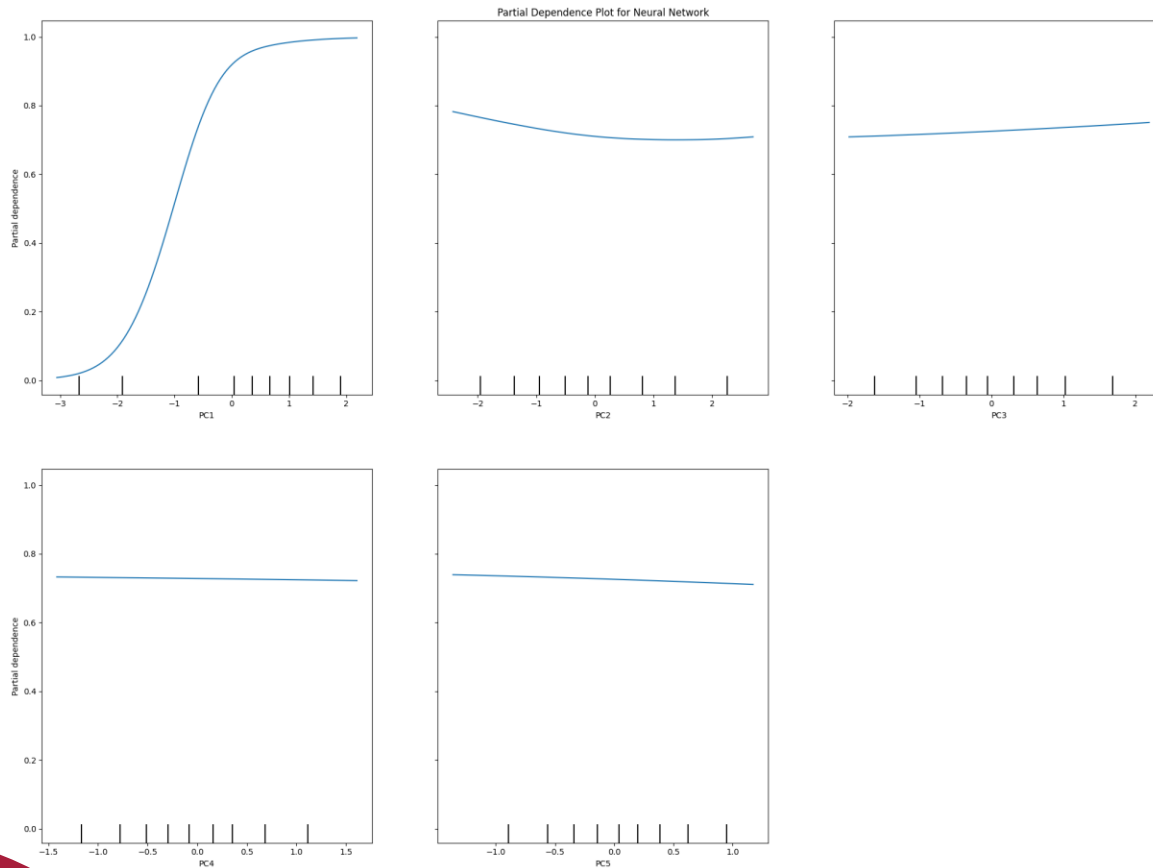 Partial Dependence Plot for Neural Network
1.0
0.8
0.6
0.4
0.2
0.0
Partial dependence
−3 −2 −1 0 1 2
PC1
−2 −1 0 1 2
PC2
−2 −1 0 1 2
PC3
1.0
0.8
0.6
0.4
0.2
0.0
Partial dependence
−1.5 −1.0 −0.5 0.0 0.5 1.0 1.5
PC4
−1.0 −0.5 0.0 0.5 1.0
PC5